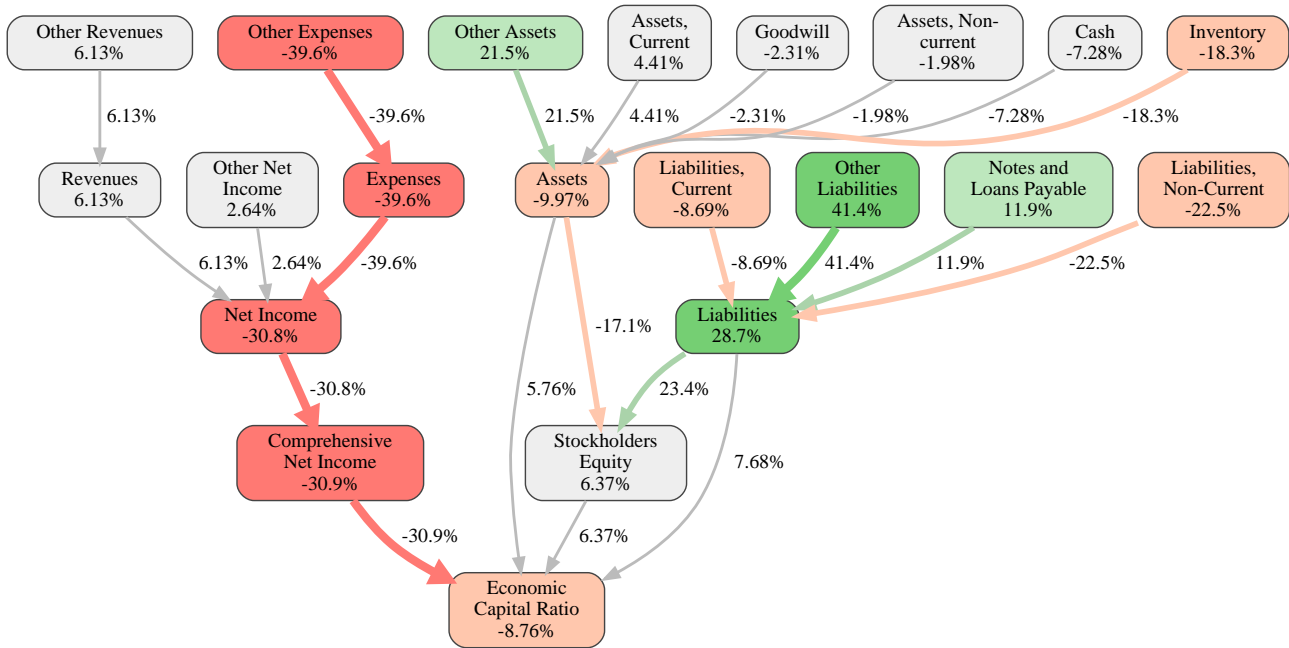 Other Revenues
6.13%
Other Expenses
-39.6%
Other Assets
21.5%
Assets,
Current
4.41%
Goodwill
-2.31%
Assets, Non-
current
-1.98%
Cash
-7.28%
Inventory
-18.3%
6.13%
-39.6%
21.5%
4.41%
-2.31%
-1.98%
-7.28%
-18.3%
Revenues
6.13%
Other Net
Income
2.64%
Expenses
-39.6%
Assets
-9.97%
Liabilities,
Current
-8.69%
Other
Liabilities
41.4%
Notes and
Loans Payable
11.9%
Liabilities,
Non-Current
-22.5%
6.13%
2.64%
-39.6%
-8.69%
41.4%
11.9%
-22.5%
Net Income
-30.8%
-17.1%
Liabilities
28.7%
-30.8%
5.76%
23.4%
Comprehensive
Net Income
-30.9%
Stockholders
Equity
6.37%
7.68%
-30.9%
6.37%
Economic
Capital Ratio
-8.76%